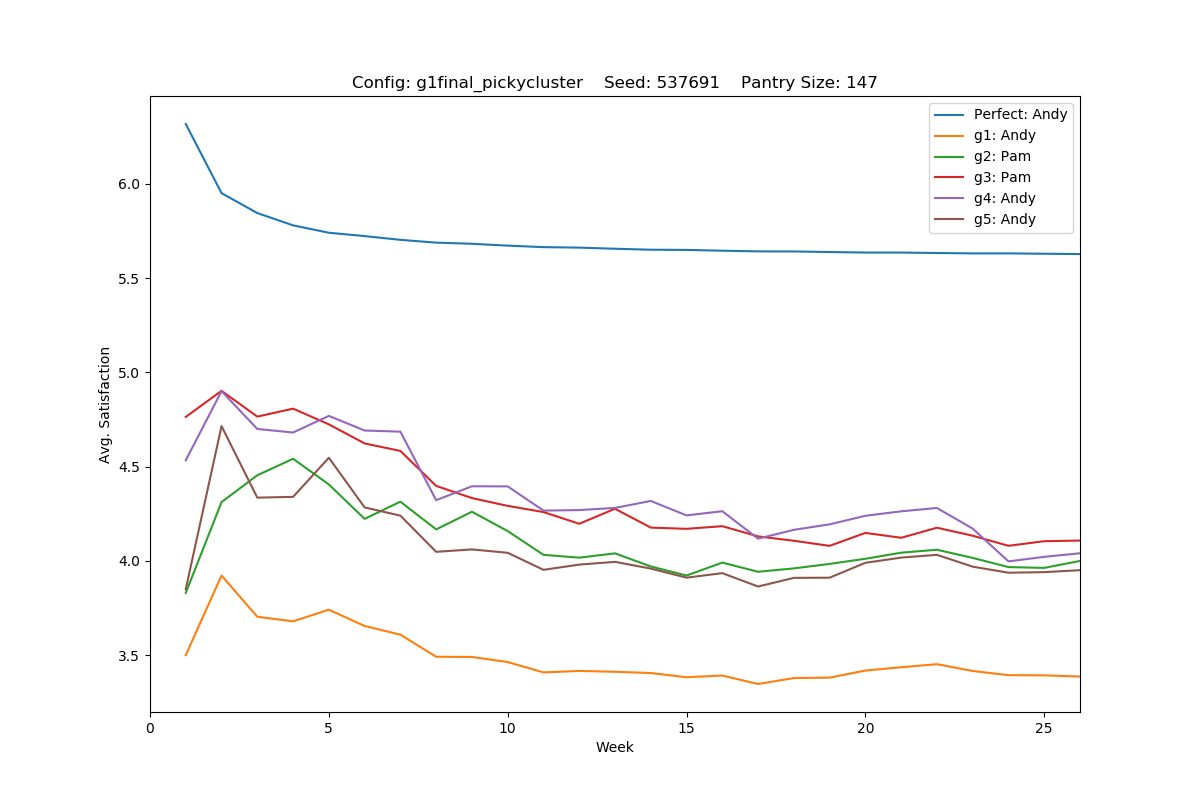 Config: g1final_pickycluster    Seed: 537691    Pantry Size: 147
Perfect: Andy
g1: Andy
g2: Pam
g3: Pam
g4: Andy
g5: Andy
Avg. Satisfaction
6.0
5.5
5.0
4.5
4.0
3.5
0 5 10 15 20 25
Week